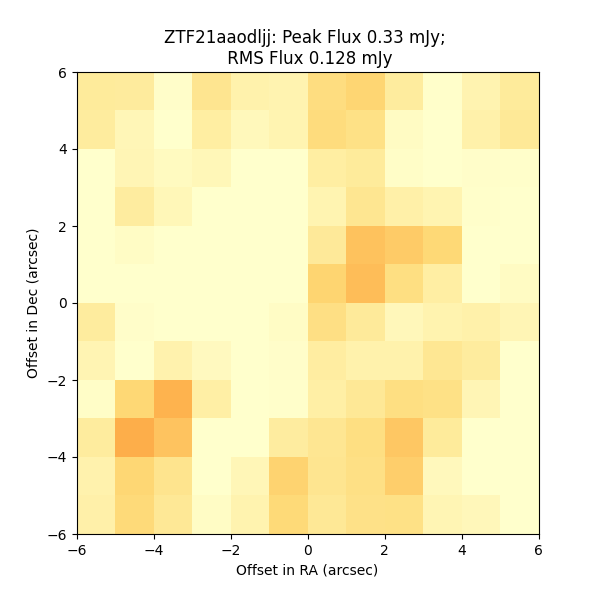 ZTF21aaodljj: Peak Flux 0.33 mJy;
RMS Flux 0.128 mJy
6
4
2
0
−2
−4
−6
Offset in Dec (arcsec)
−6 −4 −2 0 2 4 6
Offset in RA (arcsec)